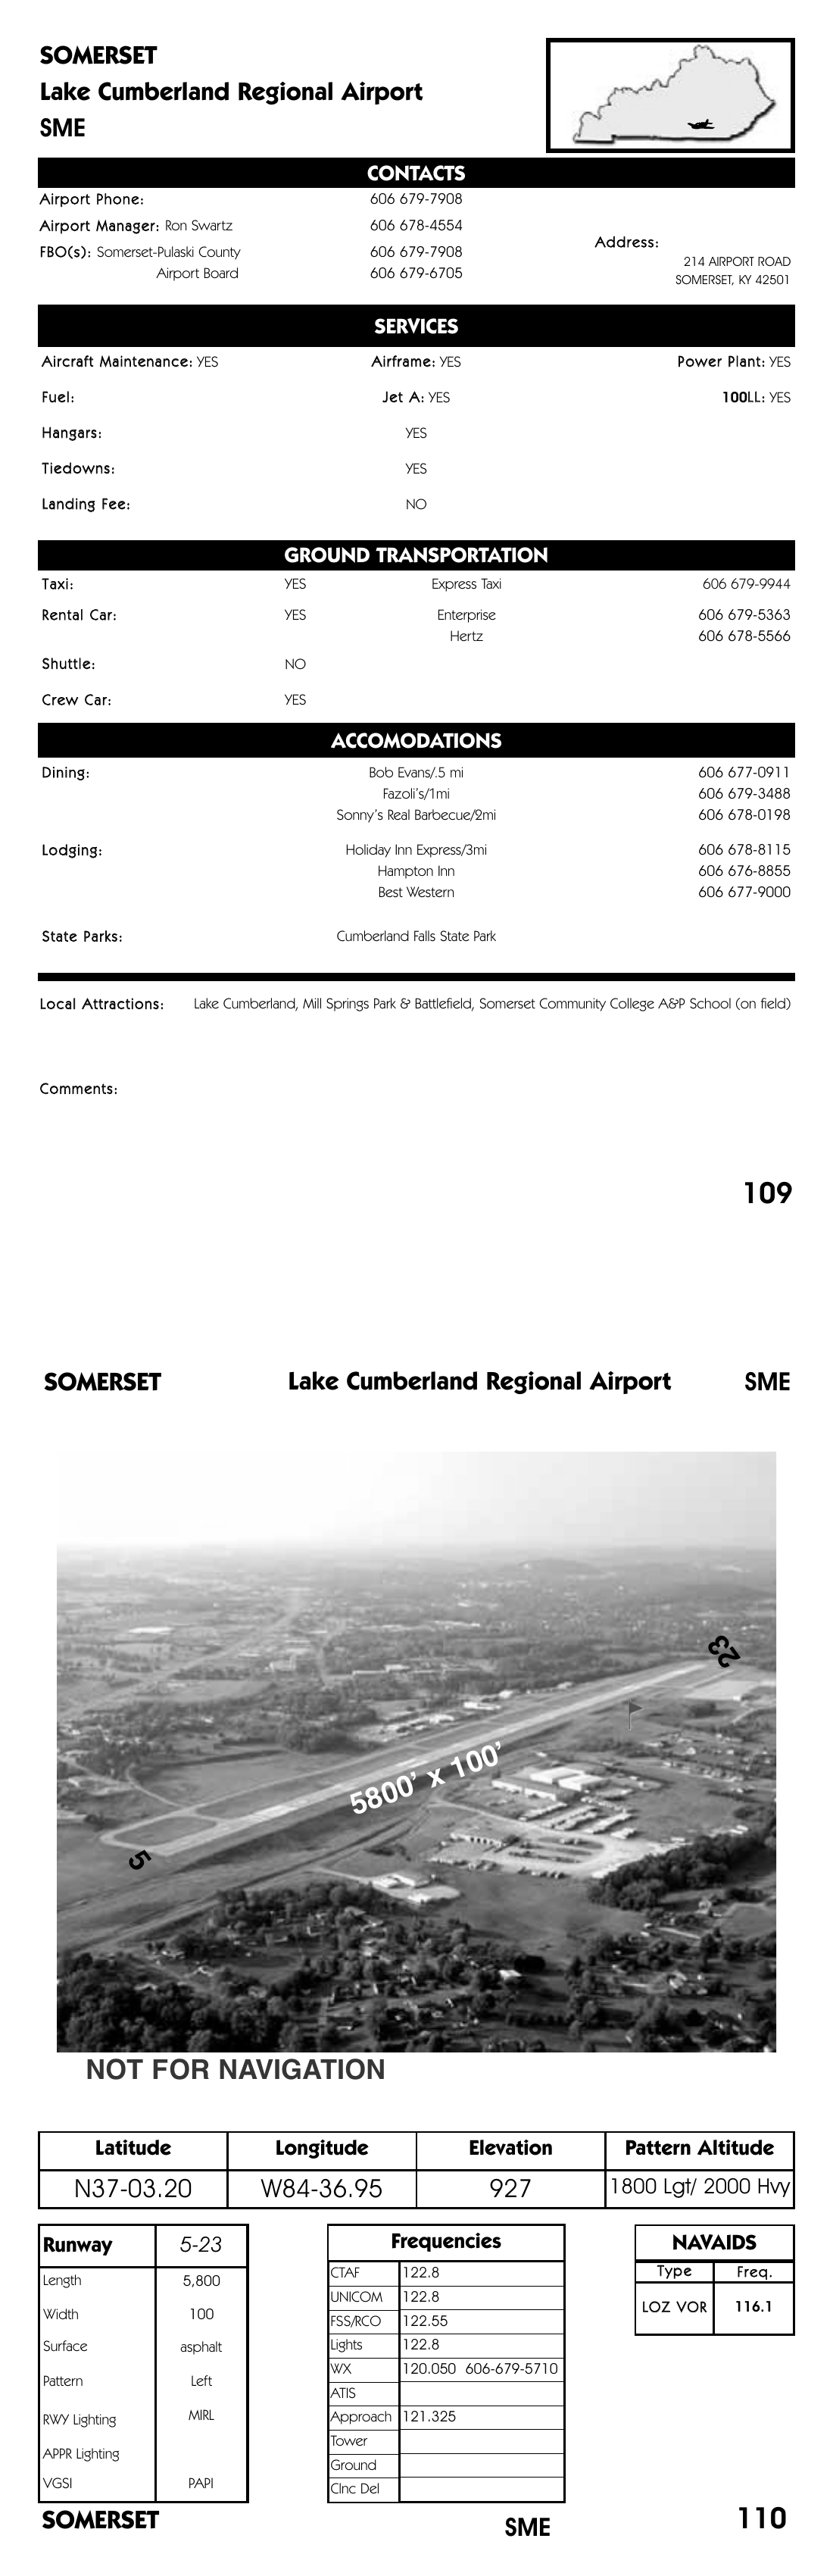 SOMERSET
Lake Cumberland Regional Airport
SME
CONTACTS
Airport Phone: 606 679-7908
Airport Manager: Ron Swartz 606 678-4554
FBO(s): Somerset-Pulaski County 606 679-7908
Airport Board 606 679-6705
Address:
214 AIRPORT ROAD
SOMERSET, KY 42501
SERVICES
Aircraft Maintenance: YES Airframe: YES Power Plant: YES
Fuel: Jet A: YES 100LL: YES
Hangars: YES
Tiedowns: YES
Landing Fee: NO
GROUND TRANSPORTATION
Taxi: YES Express Taxi 606 679-9944
Rental Car: YES Enterprise 606 679-5363
Hertz 606 678-5566
Shuttle: NO
Crew Car: YES
ACCOMODATIONS
Dining: Bob Evans/.5 mi 606 677-0911
Fazoli's/1mi 606 679-3488
Sonny's Real Barbecue/2mi 606 678-0198
Lodging: Holiday Inn Express/3mi 606 678-8115
Hampton Inn 606 676-8855
Best Western 606 677-9000
State Parks: Cumberland Falls State Park
Local Attractions: Lake Cumberland, Mill Springs Park & Battlefield, Somerset Community College A&P School (on field)
Comments:
109
SOMERSET Lake Cumberland Regional Airport SME
23
5800' x 100'
5
NOT FOR NAVIGATION
Latitude Longitude Elevation Pattern Altitude
N37-03.20 W84-36.95 927 1800 Lgt/ 2000 Hvy
Runway 5-23
Length 5,800
Width 100
Surface asphalt
Pattern Left
RWY Lighting MIRL
APPR Lighting
VGSI PAPI
Frequencies
CTAF 122.8
UNICOM 122.8
FSS/RCO 122.55
Lights 122.8
WX 120.050 606-679-5710
ATIS
Approach 121.325
Tower
Ground
Clnc Del
NAVAIDS
Type Freq.
LOZ VOR 116.1
SOMERSET SME 110